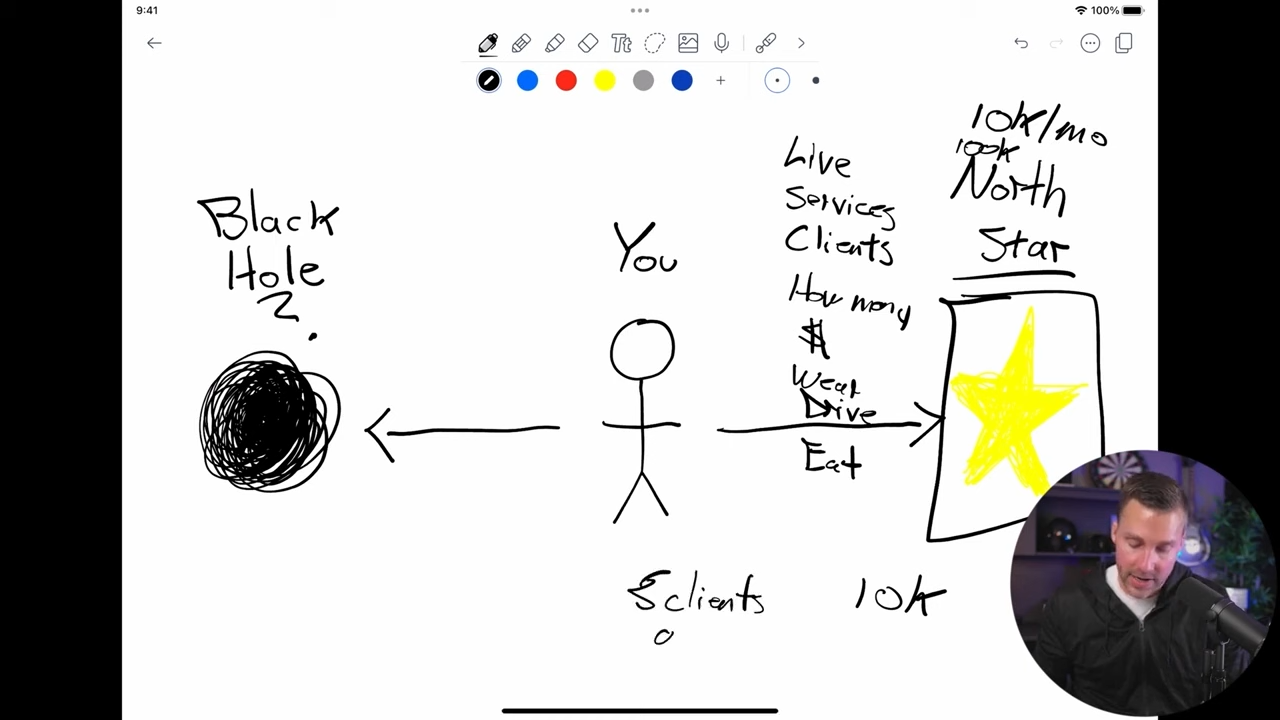 9:41
100%
Tt
10k/mo
100k
North
Star
Live
Services
Clients
How many
$
Wear
Drive
Eat
Black
Hole
?
You
5 clients
10k